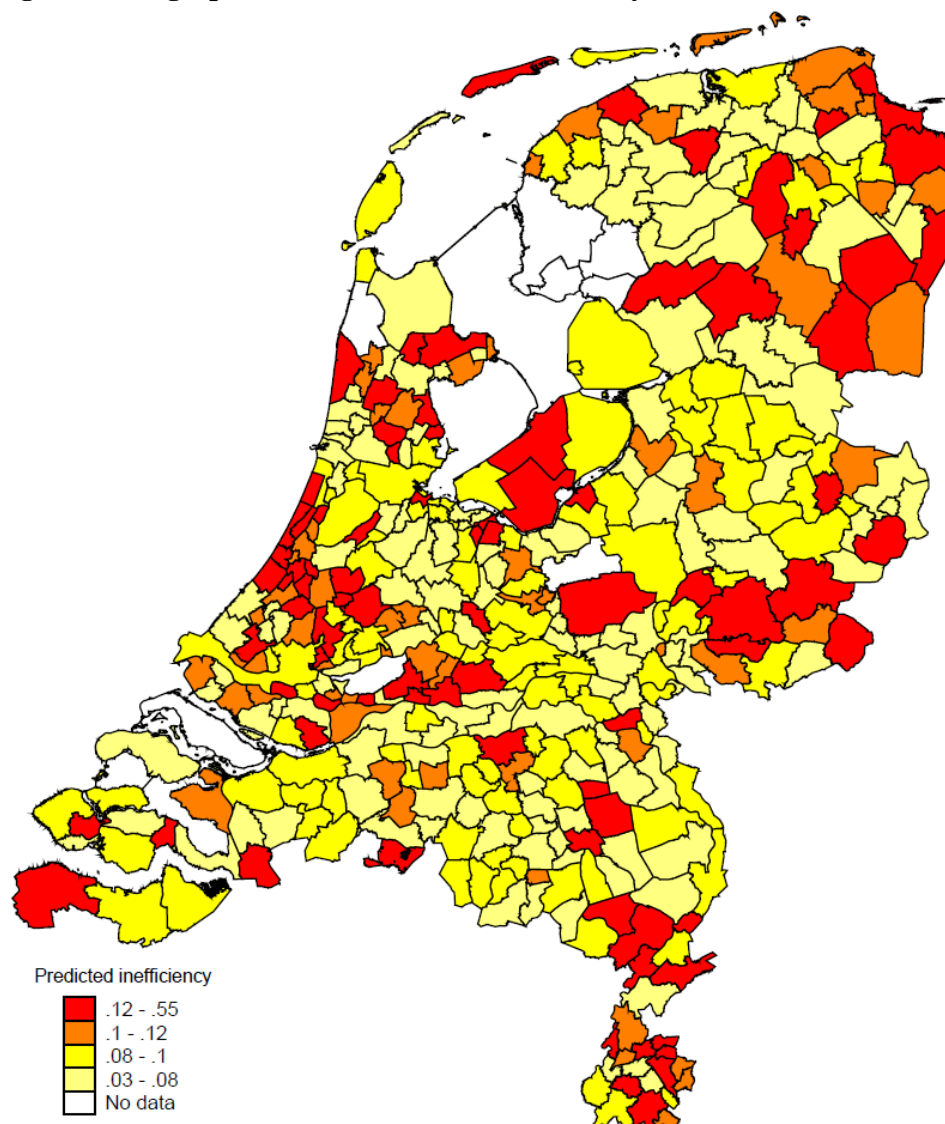 Predicted inefficiency
.12 - .55
.1 - .12
.08 - .1
.03 - .08
No data